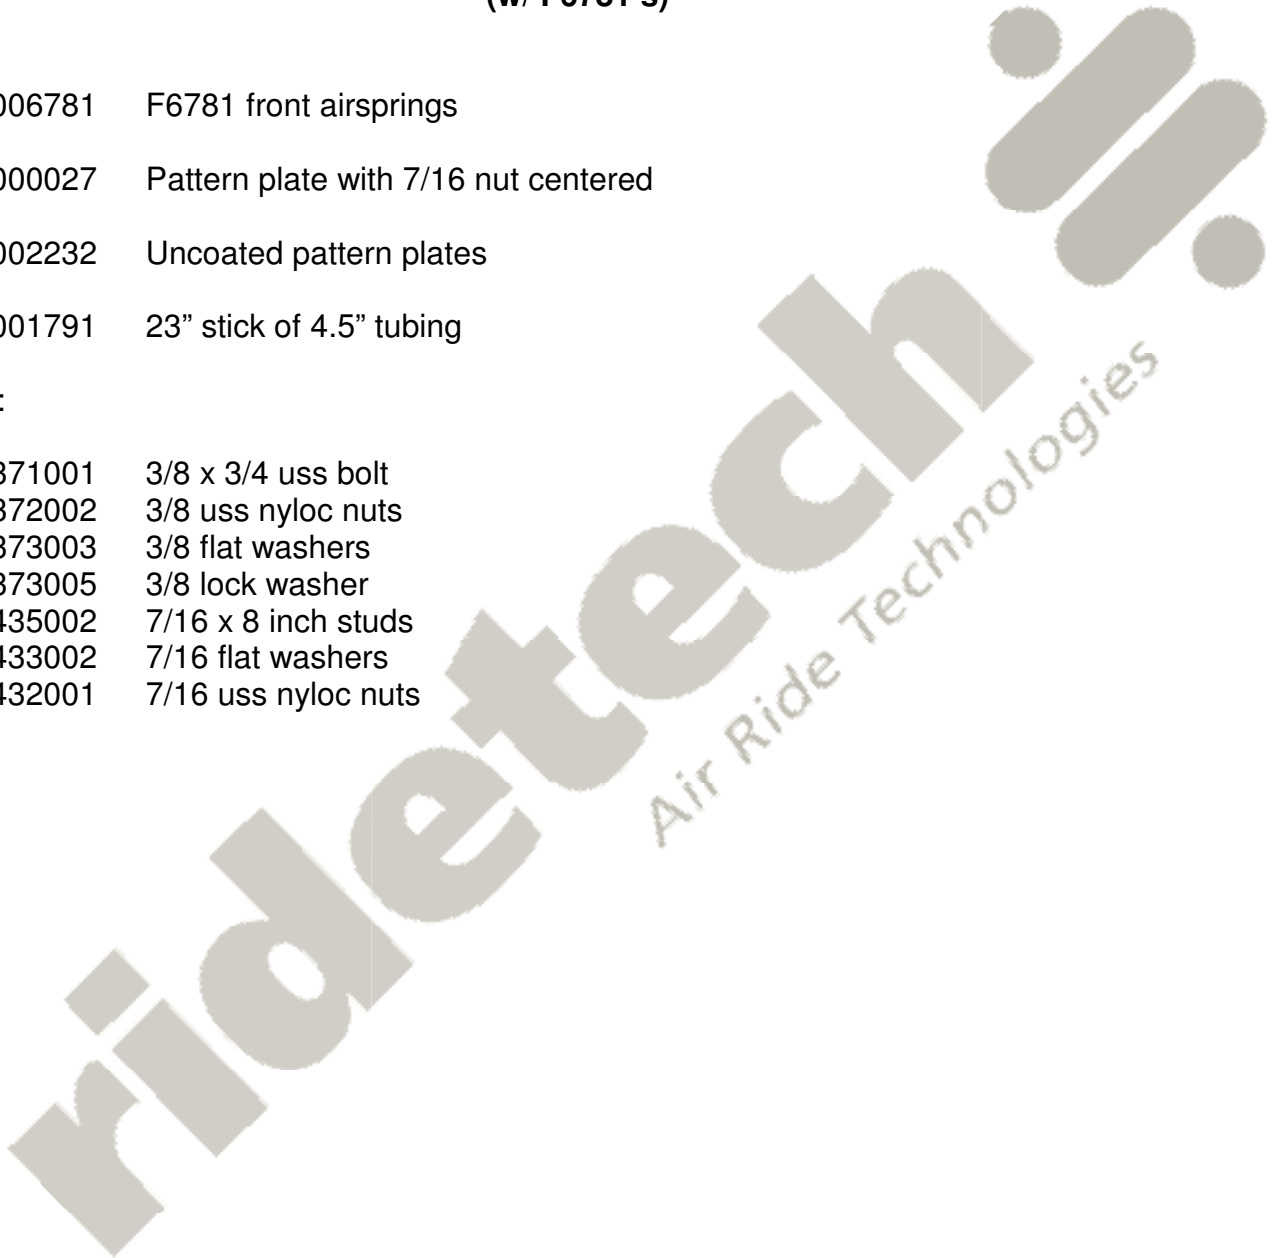 006781 F6781 front airsprings
000027 Pattern plate with 7/16 nut centered
002232 Uncoated pattern plates
001791 23” stick of 4.5” tubing
:
371001 3/8 x 3/4 uss bolt
372002 3/8 uss nyloc nuts
373003 3/8 flat washers
373005 3/8 lock washer
435002 7/16 x 8 inch studs
433002 7/16 flat washers
432001 7/16 uss nyloc nuts
ridetech
Air Ride Technologies